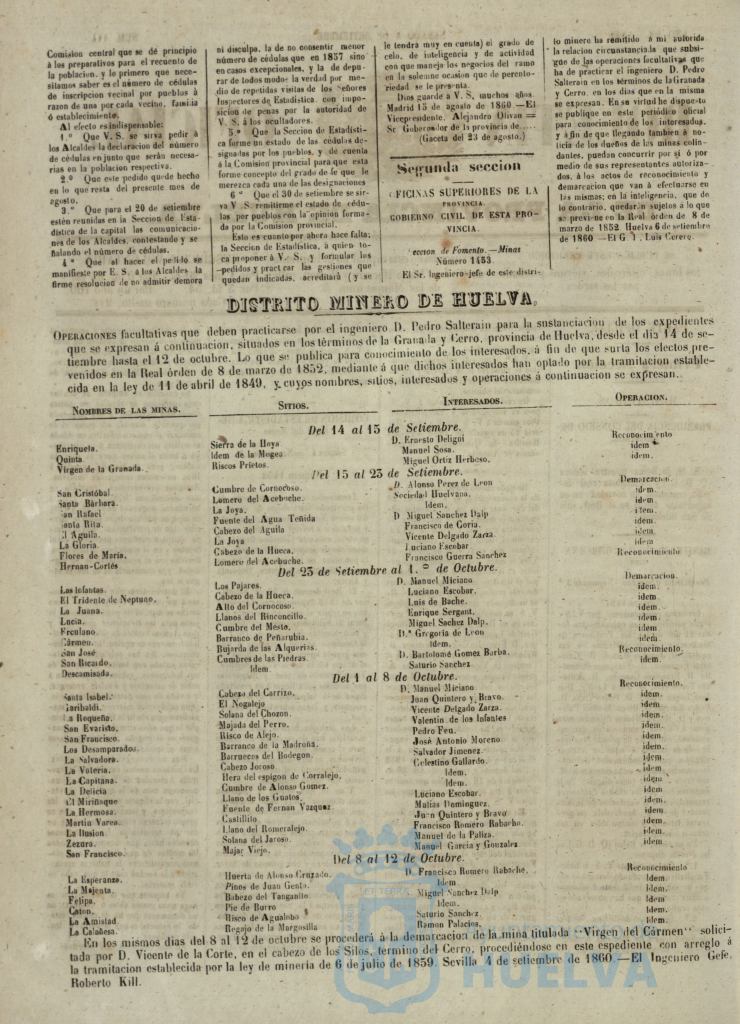 Comision central que se dé principio
á los preparativos para el recuento de
la poblacion, y lo primero que nece-
sitamos saber es el número de cédulas
de inscripcion vecinal por pueblos á
razon de una por cada vecino, familia
ó establecimiento.
Al efecto es indispensable:
1.º Que V. S. se sirva pedir á
los Alcaldes la declaracion del número
de cédulas en junto que serán necesa-
rias en la poblacion respectiva.
2.º Que este pedido quede hecho
en lo que resta del presente mes de
agosto.
3.º Que para el 20 de setiembre
estén reunidas en la Seccion de Esta-
dística de la capital las comunicacio-
nes de los Alcaldes, contestando y se-
ñalando el número de cédulas.
4.º Que al hacer el pedido se
manifieste por E. S. á los Alcaldes la
firme resolucion de no admitir demora
ni disculpa, la de no consentir menor
número de cédulas que en 1857 sino
en casos excepcionales, y la de depu-
rar de todos modos la verdad por me-
dio de repetidas visitas de los Señores
Inspectores de Estadística, con impo-
sicion de penas por la autoridad de
V. S. á los ocultadores.
5.º Que la Seccion de Estadísti-
ca forme un estado de las cédulas de-
signadas por los pueblos, y de cuenta
á la Comision provincial para que esta
forme concepto del grado de fe que le
merezca cada una de las designaciones
6.º Que el 30 de setiembre se sir-
va V. S. remitirme el estado de cédu-
las por pueblos con la opinion forma-
da por la Comision provincial.
Esto es cuanto por ahora hace falta;
la Seccion de Estadística, á quien to-
ca proponer á V. S. y formular los
pedidos y practicar las gestiones que
quedan indicadas, acreditará (y se
le tendrá muy en cuenta) el grado de
celo, de inteligencia y de actividad
con que maneja los negocios del ramo
en la solemne ocasion que de perento-
riedad se le presenta.
Dios guarde á V. S. muchos años.
Madrid 15 de agosto de 1860.—El
Vicepresidente, Alejandro Olivan=
Sr. Gobernador de la provincia de.....
(Gaceta del 23 de agosto.)
Segunda seccion
OFICINAS SUPERIORES DE LA
PROVINCIA.
GOBIERNO CIVIL DE ESTA PRO-
VINCIA.
Seccion de Fomento.—Minas
Número 1453.
El Sr. Ingeniero-jefe de este distri-
to minero ha remitido á mi autorida
la relacion circunstanciada que subsi-
gue de las operaciones facultativas que
ha de practicar el ingeniero D. Pedro
Salterain en los términos de la Granada
y Cerro, en los dias que en la misma
se expresan. En su virtud he dispuesto
se publique en este periódico oficial
para conocimiento de los interesados,
y á fin de que llegando tambien á no-
ticia de los dueños de las minas colin-
dantes, puedan concurrir por sí ó por
medio de sus representantes autoriza-
dos, á los actos de reconocimiento y
demarcacion que van á efectuarse en
las mismas; en la inteligencia, que de
lo contrario, quedarán sujetos á lo que
se previene en la Real órden de 8 de
marzo de 1852 Huelva 6 setiembre
de 1860 —El G. I. Luis Cerero.
DISTRITO MINERO DE HUELVA.
OPERACIONES facultativas que deben practicarse por el ingeniero D. Pedro Salterain para la sustanciacion de los expedientes
que se expresan á continuacion, situados en los términos de la Granada y Cerro, provincia de Huelva, desde el dia 14 de se-
tiembre hasta el 12 de octubre. Lo que se publica para conocimiento de los interesados, á fin de que surta los efectos pre-
venidos en la Real órden de 8 de marzo de 1852, mediante á que dichos interesados han optado por la tramitacion estable-
cida en la ley de 11 de abril de 1849, y cuyos nombres, sitios, interesados y operaciones á continuacion se expresan.
NOMBRES DE LAS MINAS. SITIOS. INTERESADOS. OPERACION.
Del 14 al 15 de Setiembre.
Enriqueta. Sierra de la Hoya D. Ernesto Deligni Reconocimiento
Quinta Idem de la Mogea Manuel Sosa. idem
Virgen de la Granada. Riscos Prietos. Miguel Ortiz Herboso. idem.
Del 15 al 23 de Setiembre.
San Cristóbal. Cumbre de Cornocoso. D. Alonso Perez de Leon Demarcacion.
Santa Bárbara. Lomero del Acebuche. Sociedad Huelvana. idem.
San Rafael La Joya. Idem. idem.
Santa Rita. Fuente del Agua Teñida D Miguel Sanchez Dalp idem.
El Aguila. Cabezo del Aguila Francisco de Goria. idem.
La Gloria. La Joya Vicente Delgado Zarza idem.
Flores de María. Cabezo de la Hueca. Luciano Escobar idem.
Hernan-Cortés Lomero del Acebuche. Francisco Guerra Sanchez Reconocimiento
Del 23 de Setiembre al 1.º de Octubre.
Las Infantas. Los Pajares. D. Manuel Miciano Demarcacion.
El Tridente de Neptuno. Cabezo de la Hueca. Luciano Escobar. idem.
La Juana. Alto del Cornocoso. Luis de Bache. idem.
Lucia. Llanos del Rinconcillo. Enrique Sergant. idem.
Erculano Cumbre del Mesto. Miguel Sachez Dalp. idem.
Cármen. Barranco de Peñarubia. D.ª Gregoria de Leon idem
San José Bujarda de las Alquerias. Idem. idem
San Ricardo. Cumbres de las Piedras. D. Bartolomé Gomez Barba. Reconocimiento.
Descamisada. Idem Saturio Sanchez. idem.
Del 1 al 8 de Octubre.
Santa Isabel. Cabeza del Carrizo. D. Manuel Miciano Reconocimiento.
Garibaldi. El Nogalejo Juan Quintero y Bravo. idem.
La Requeña. Solana del Chozon. Vicente Delgado Zarza. idem.
San Evaristo. Majada del Perro. Valentin de los Infantes idem.
San Francisco. Risco de Alejo. Pedro Feu. idem.
Los Desamparados. Barranco de la Madroña. José Antonio Moreno idem.
La Salvadora. Barruecos del Bodegon. Salvador Jimenez. idem
La Valeria. Cabezo Jocoso. Celestino Gallardo. idem.
La Capitana. Hera del espigon de Corralejo. Idem. idem
La Delicia Cumbre de Alonso Gomez. Idem. idem
El Miriñaque Llano de los Guatos. Luciano Escobar. idem.
La Hermosa. Fuente de Fernan Vazquez Matias Dominguez. idem
Martin Varea. Castillito Juan Quintero y Bravo idem.
La Ilusion Llano del Romeralejo. Francisco Romero Rabacho. idem.
Zezura. Solana del Jaroso. Manuel de la Paliza. idem.
San Francisco. Majar Viejo. Manuel Garcia y Gonzalez idem
Del 8 al 12 de Octubre.
La Esperanza. Huerta de Alonso Cruzado. D. Francisco Romero Rabache. Reconocimiento
La Majenta. Pinos de Juan Gento. Idem Idem.
Felipa. Babezo del Tanganito Miguel Sanchez Dalp Idem.
Caton. Pie de Burro Idem. Idem.
La Amistad Risco de Agualobo Saturio Sanchez. Idem.
La Calañesa. Regajo de la Margosilla Ramon Palacios. Idem.
En los mismos dias del 8 al 12 de octubre se procederá á la demarcacion de la mina titulada "Virgen del Cármen" solici-
tada por D. Vicente de la Corte, en el cabezo de los Silos, término del Cerro, procediéndose en este espediente con arreglo á
la tramitacion establecida por la ley de minería de 6 de julio de 1859. Sevilla 4 de setiembre de 1860.—El Ingeniero Gefe,
Roberto Kill.
HUELVA